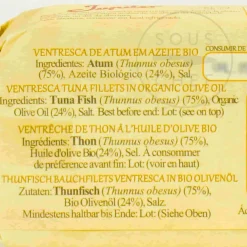 SOUS
CONSUMIR DE
VENTRESCA DE ATUM EM AZEITE BIO
Ingredientes: Atum (Thunnus obesus)
(75%), Azeite Biológico (24%), Sal.
VENTRESCA TUNA FILLETS IN ORGANIC OLIVE OIL
Ingredients: Tuna Fish (Thunnus obesus) (75%), Organic
Olive Oil (24%), Salt. Best before end: Lot: (see on top)
VENTRÊCHE DE THON À L'HUILE D'OLIVE BIO
Ingrédients: Thon (Thunnus obesus) (75%),
Huile d'olive Bio(24%), Sel. À consommer
de préférence avant fin: Lot: (voir en haut)
THUNFISCH BAUCHFILETS VENTRESCA IN BIO OLIVENÖL
Zutaten: Thunfisch (Thunnus obesus) (75%),
Bio Olivenöl (24%), Salz.
Mindestens haltbar bis Ende: Lot: (Siehe Oben)